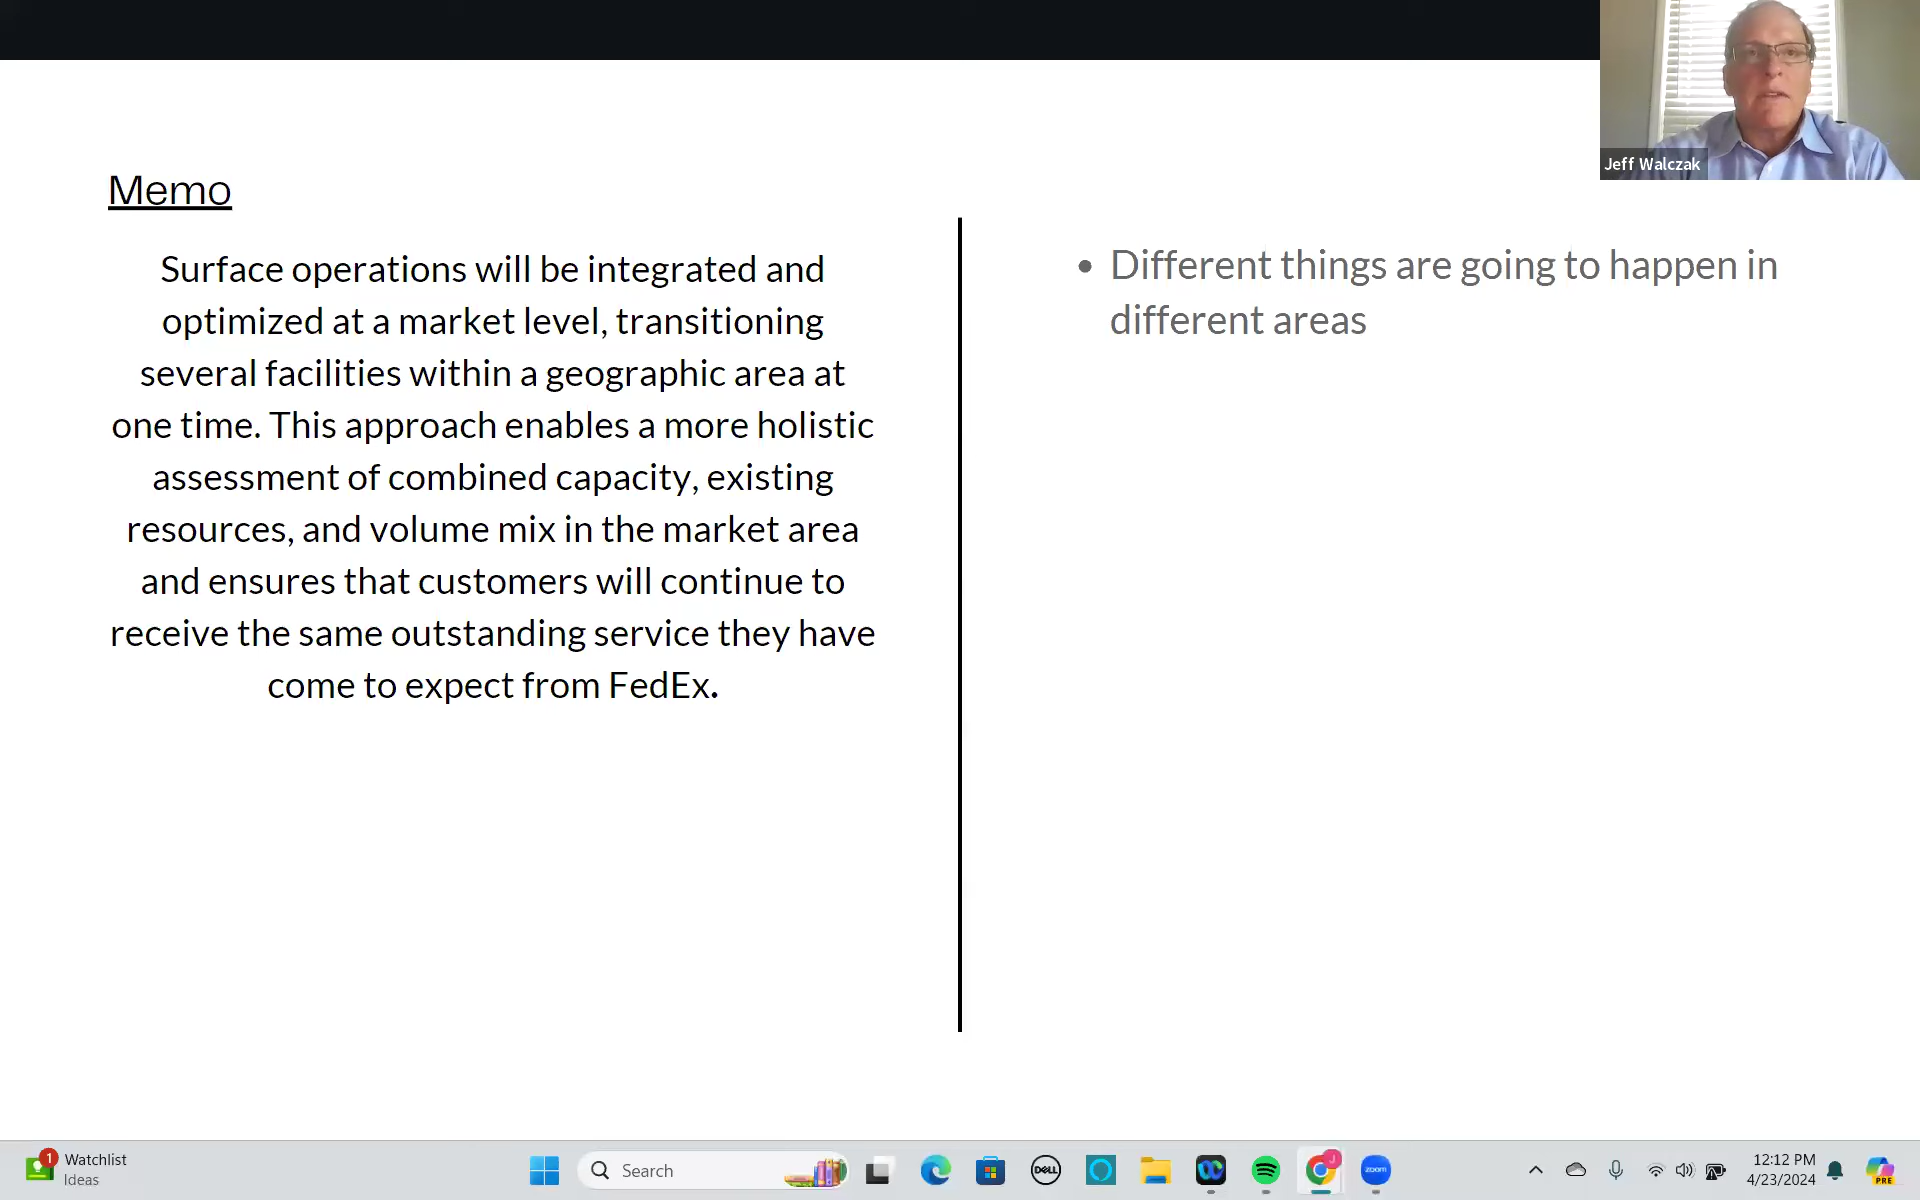 Jeff Walczak
Memo
Surface operations will be integrated and
optimized at a market level, transitioning
several facilities within a geographic area at
one time. This approach enables a more holistic
assessment of combined capacity, existing
resources, and volume mix in the market area
and ensures that customers will continue to
receive the same outstanding service they have
come to expect from FedEx.
• Different things are going to happen in
different areas
1
Watchlist
Ideas
Search
DELL
J
zoom
12:12 PM
4/23/2024
PRE